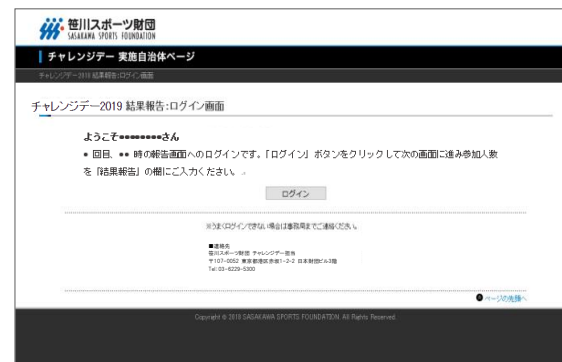 笹川スポーツ財団
SASAKAWA SPORTS FOUNDATION
チャレンジデー 実施自治体ページ
チャレンジデー2019 結果報告:ログイン画面
チャレンジデー2019 結果報告:ログイン画面
ようこそ●●●●●●●●さん
● 回目、●● 時の報告画面へのログインです。「ログイン」ボタンをクリックして次の画面に進み参加人数
を「結果報告」の欄にご入力ください。
ログイン
※うまくログインできない場合は事務局までご連絡ください。
■連絡先
笹川スポーツ財団 チャレンジデー担当
〒107-0052 東京都港区赤坂1-2-2 日本財団ビル3階
Tel:03-6229-5300
ページの先頭へ
Copyright © 2019 SASAKAWA SPORTS FOUNDATION. All Rights Reserved.